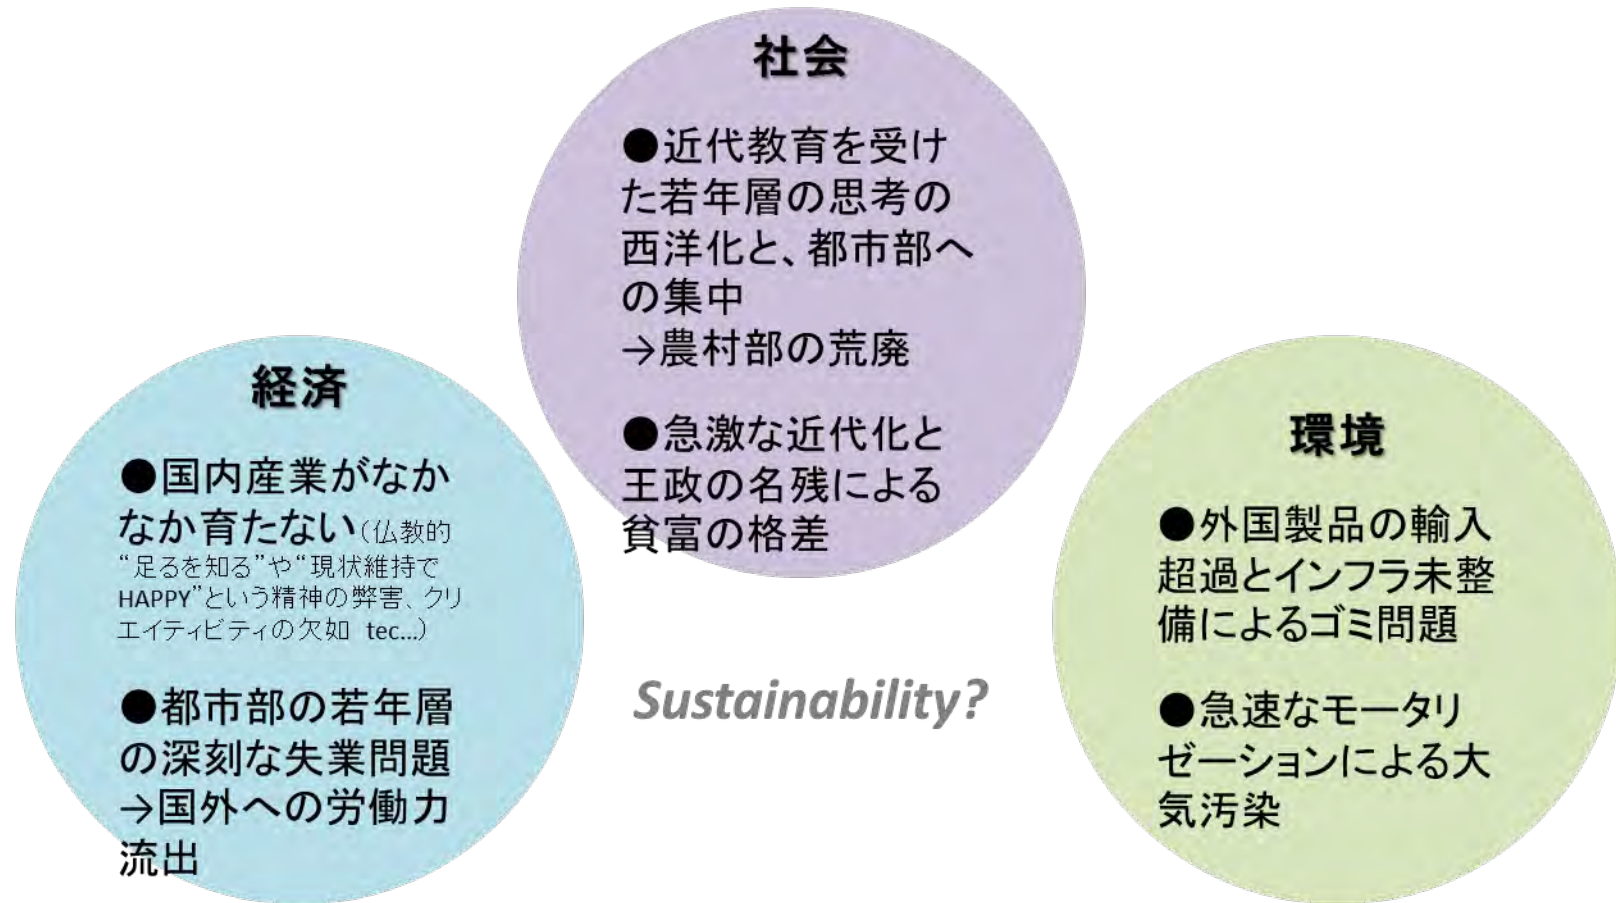 社会
●近代教育を受け
た若年層の思考の
西洋化と、都市部へ
の集中
→農村部の荒廃
●急激な近代化と
王政の名残による
貧富の格差
経済
●国内産業がなか
なか育たない（仏教的
“足るを知る”や“現状維持で
HAPPY”という精神の弊害、クリ
エイティビティの欠如 tec...）
●都市部の若年層
の深刻な失業問題
→国外への労働力
流出
環境
●外国製品の輸入
超過とインフラ未整
備によるゴミ問題
●急速なモータリ
ゼーションによる大
気汚染
Sustainability?